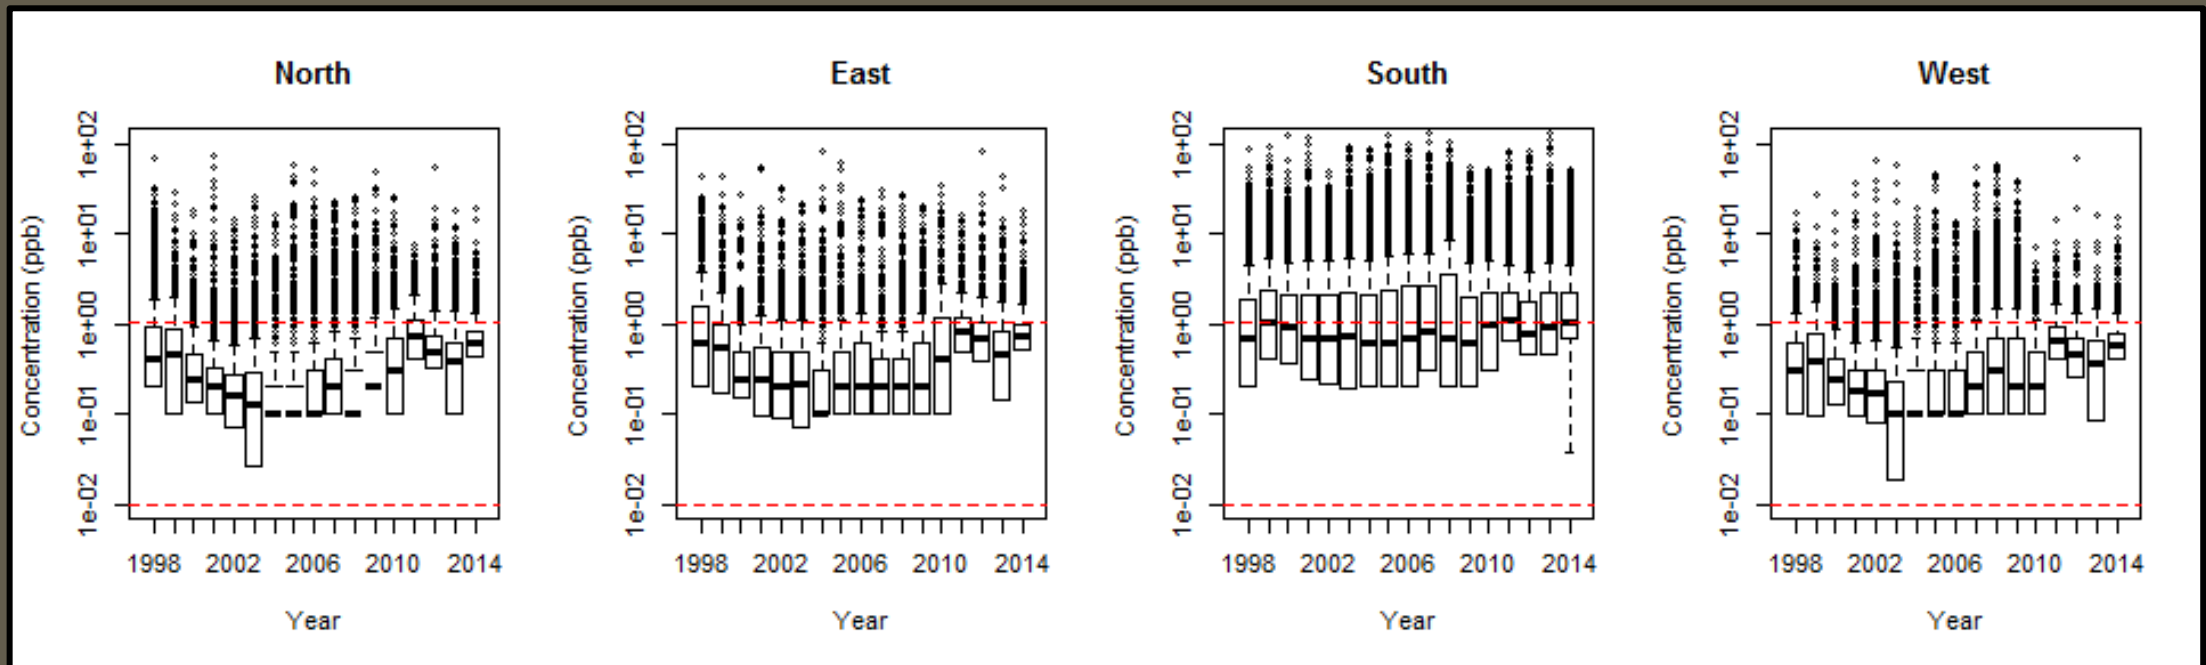 North
Concentration (ppb)
1e+02
1e+01
1e+00
1e-01
1e-02
1998 2002 2006 2010 2014
Year
East
Concentration (ppb)
1e+02
1e+01
1e+00
1e-01
1e-02
1998 2002 2006 2010 2014
Year
South
Concentration (ppb)
1e+02
1e+01
1e+00
1e-01
1e-02
1998 2002 2006 2010 2014
Year
West
Concentration (ppb)
1e+02
1e+01
1e+00
1e-01
1e-02
1998 2002 2006 2010 2014
Year